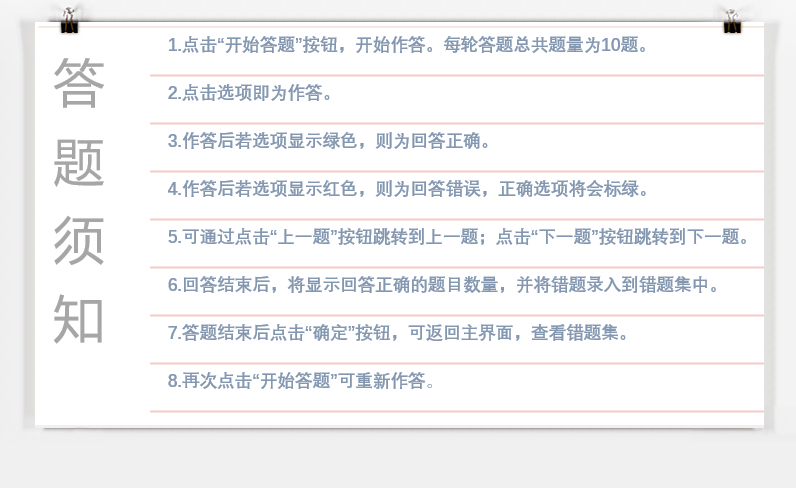 答题须知
1.点击“开始答题”按钮，开始作答。每轮答题总共题量为10题。
2.点击选项即为作答。
3.作答后若选项显示绿色，则为回答正确。
4.作答后若选项显示红色，则为回答错误，正确选项将会标绿。
5.可通过点击“上一题”按钮跳转到上一题；点击“下一题”按钮跳转到下一题。
6.回答结束后，将显示回答正确的题目数量，并将错题录入到错题集中。
7.答题结束后点击“确定”按钮，可返回主界面，查看错题集。
8.再次点击“开始答题”可重新作答。